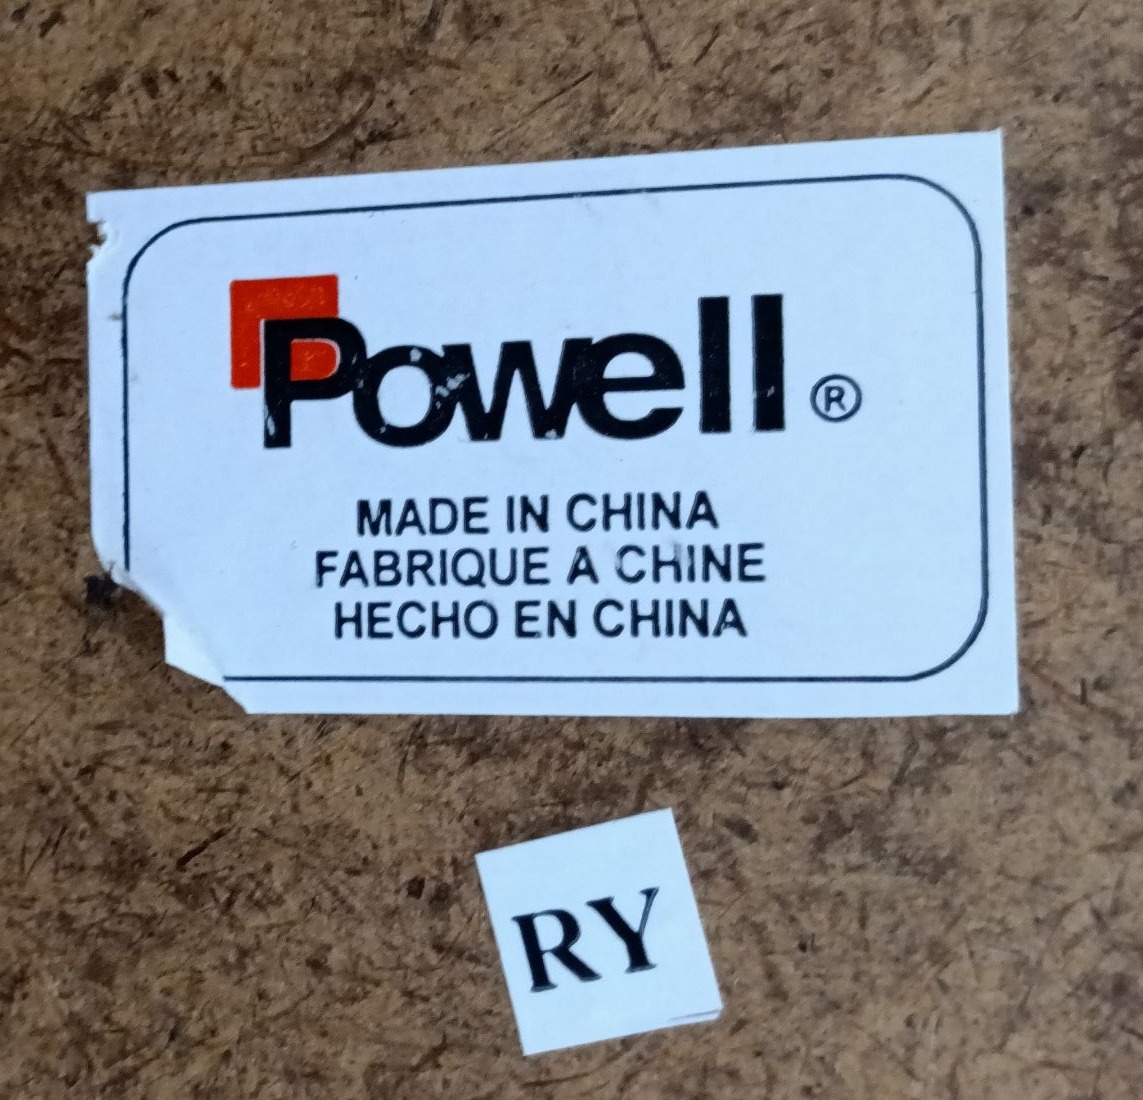 Powell ®
MADE IN CHINA
FABRIQUE A CHINE
HECHO EN CHINA
RY